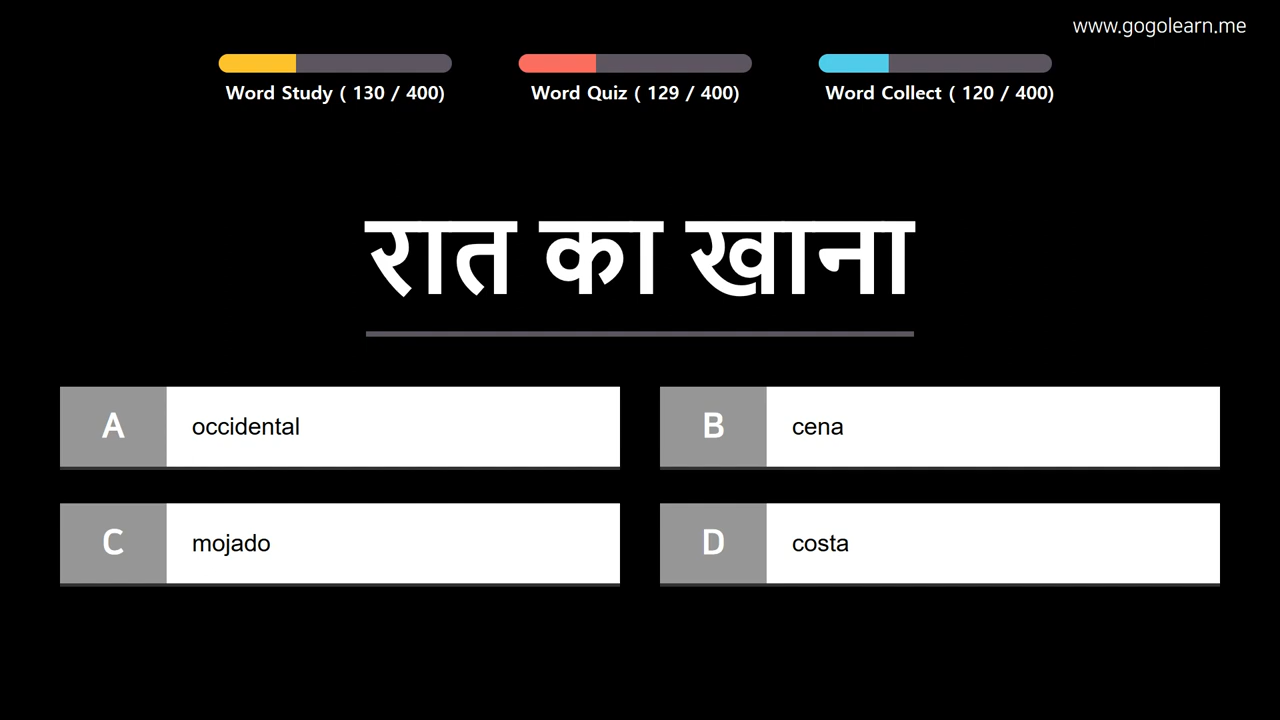 www.gogolearn.me
Word Study ( 130 / 400)
Word Quiz ( 129 / 400)
Word Collect ( 120 / 400)
रात का खाना
A occidental
B cena
C mojado
D costa